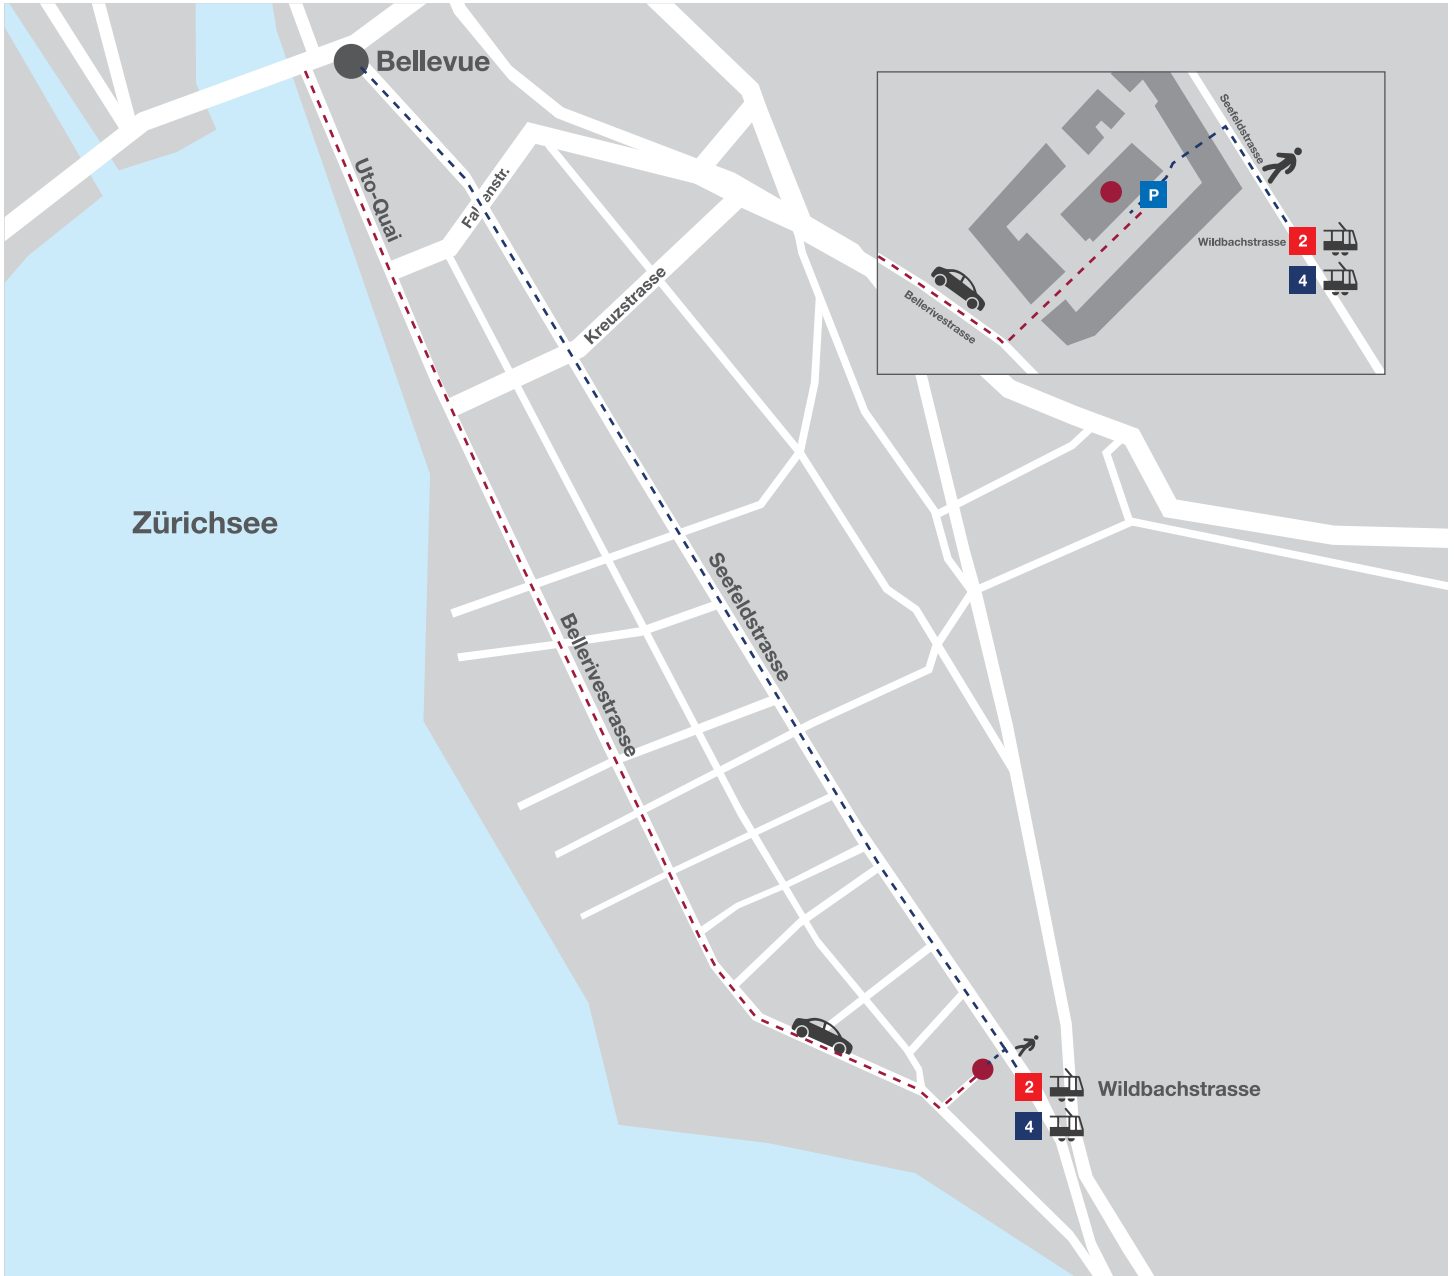 Bellevue
Uto-Quai
Falkenstr.
Kreuzstrasse
Zürichsee
Seefeldstrasse
Bellerivestrasse
2
Wildbachstrasse
4
Seefeldstrasse
P
Wildbachstrasse 2
4
Bellerivestrasse